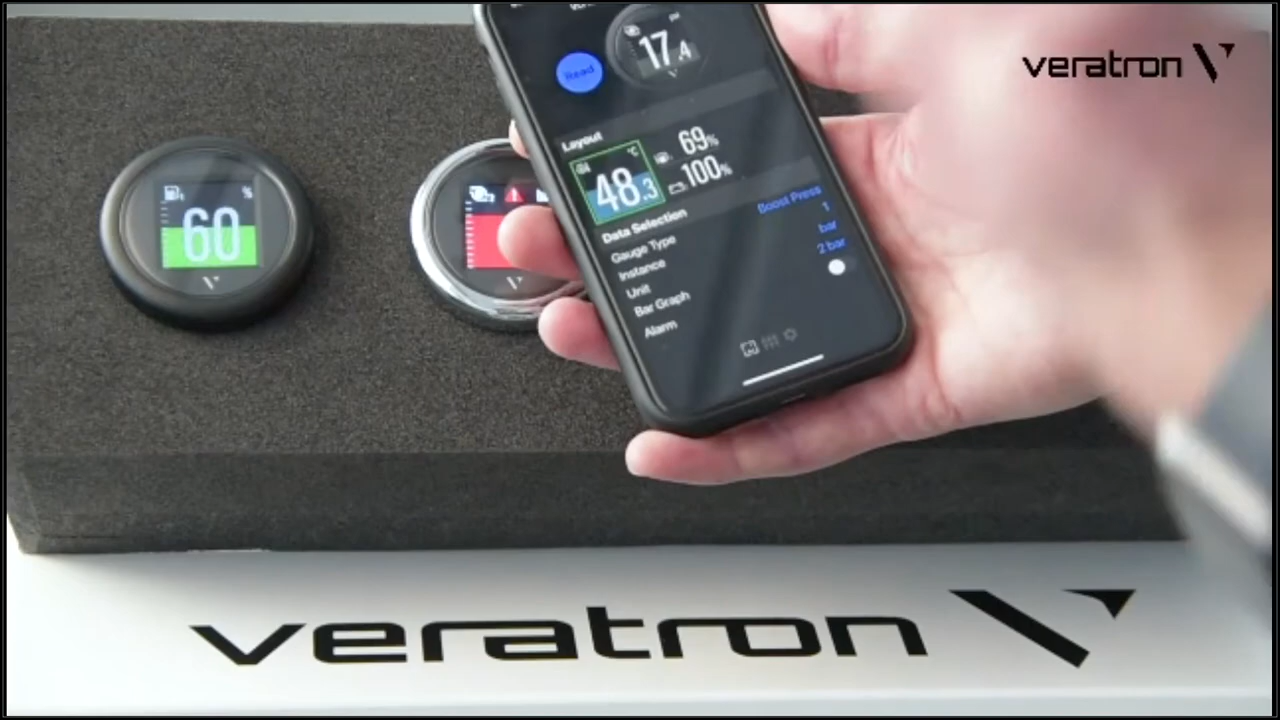 veratron
17.4
Read
Layout
°C
48.3
69%
100%
Data Selection
Gauge Type
Boost Press
Instance
1
Unit
bar
Bar Graph
2 bar
Alarm
%
60
veratron